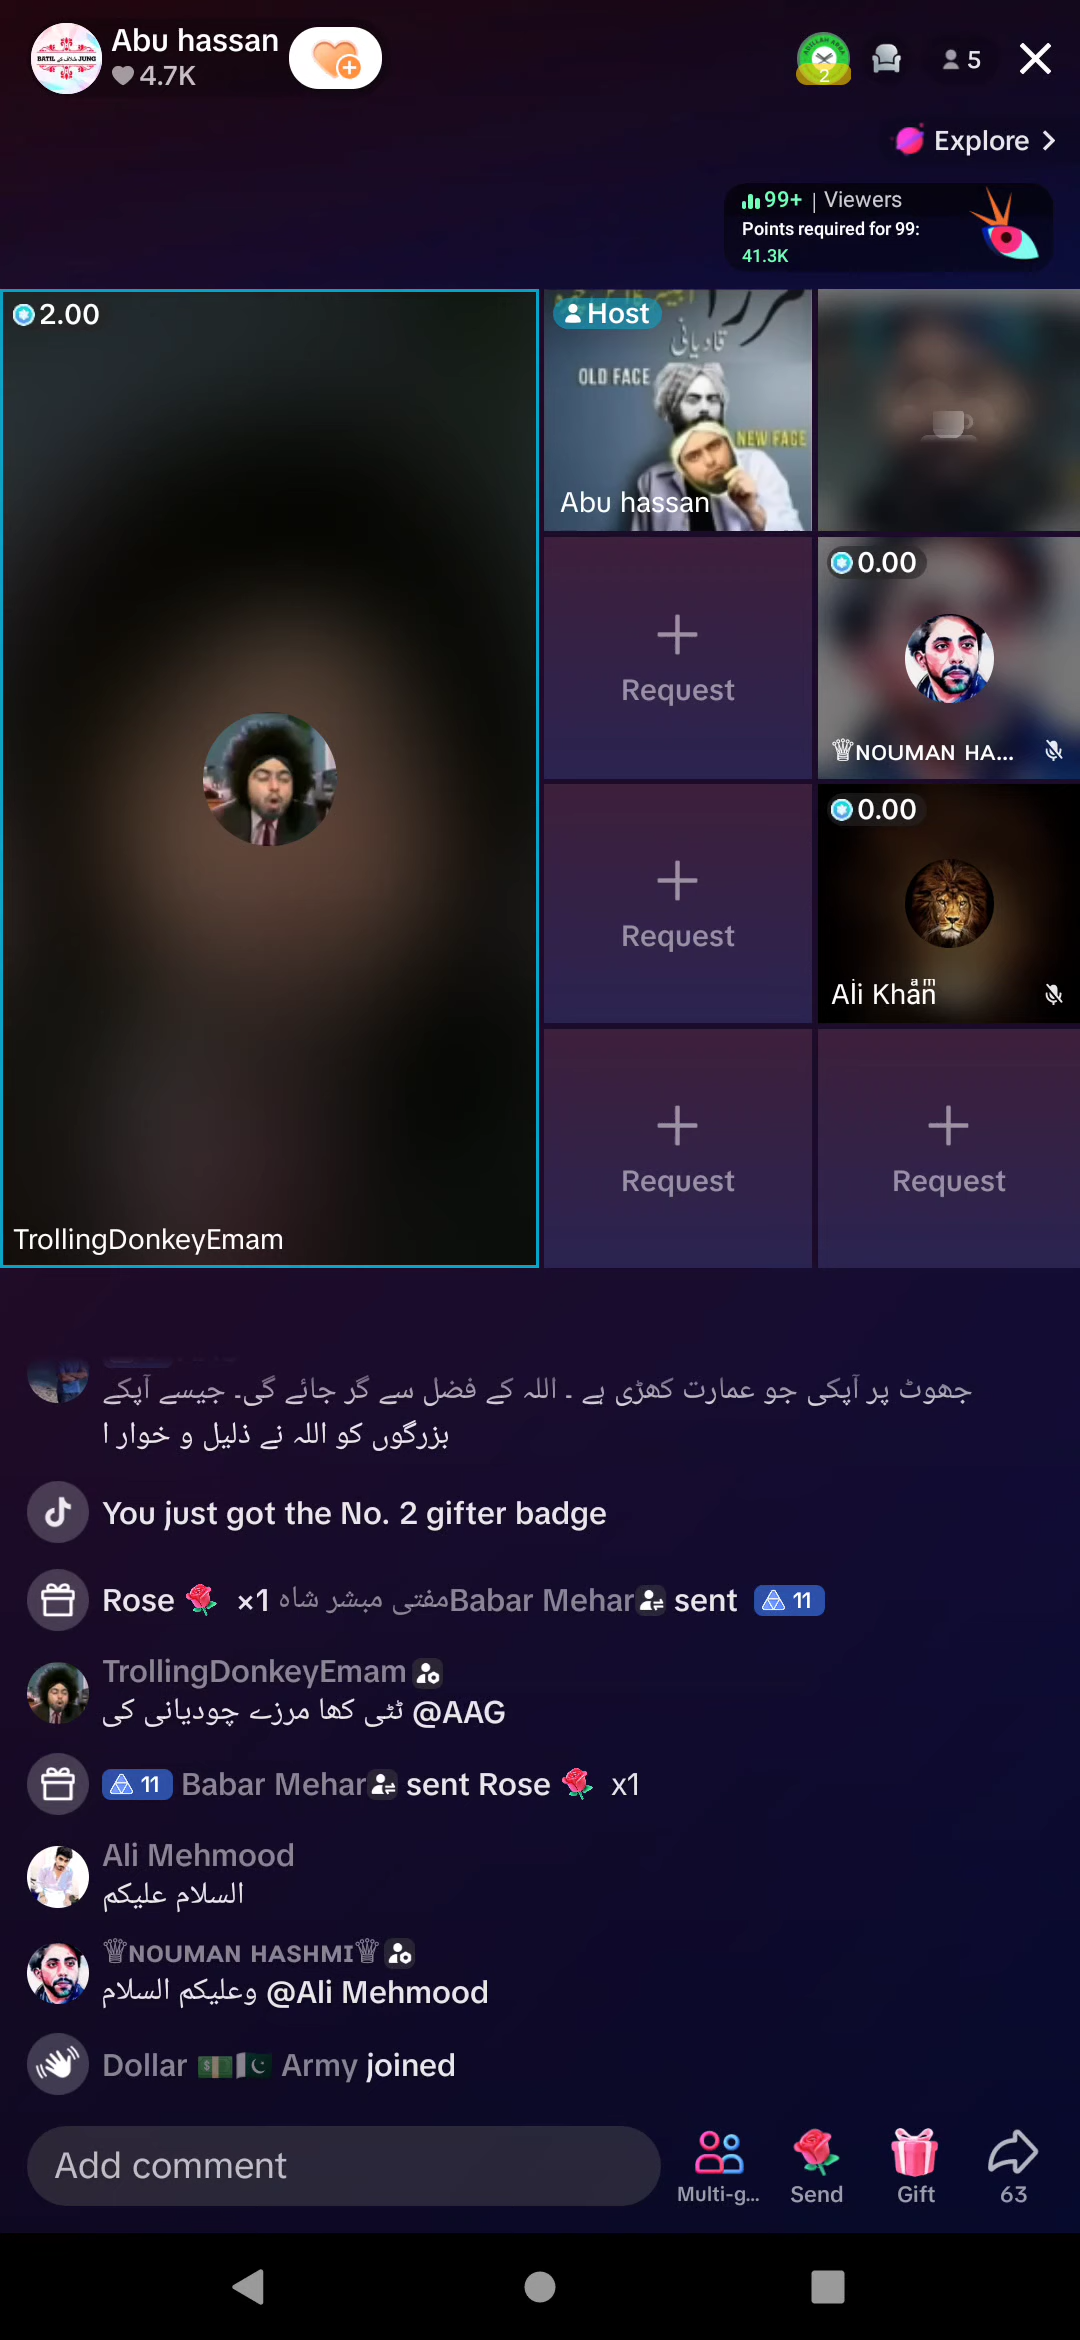 Abu hassan
4.7K
2
5
Explore
99+ | Viewers
Points required for 99:
41.3K
2.00
Host
قادیانی
OLD FACE
NEW FACE
Abu hassan
Request
0.00
♕NOUMAN HA...
Request
0.00
Ali Khan
Request
Request
TrollingDonkeyEmam
جھوٹ پر آپکی جو عمارت کھڑی ہے ۔ اللہ کے فضل سے گر جائے گی۔ جیسے آپکے
بزرگوں کو اللہ نے ذلیل و خوار ا
You just got the No. 2 gifter badge
Rose 🌹 ×1 مفتی مبشر شاہ Babar Mehar sent 11
TrollingDonkeyEmam
ٹٹی کھا مرزے چودیانی کی @AAG
11 Babar Mehar sent Rose 🌹 x1
Ali Mehmood
السلام علیکم
♕NOUMAN HASHMI♕
وعلیکم السلام @Ali Mehmood
Dollar 💵🇵🇰 Army joined
Add comment
Multi-g...
Send
Gift
63